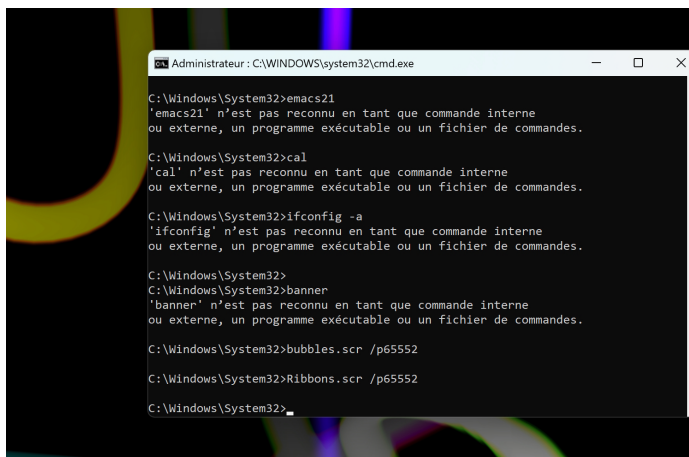 Administrateur : C:\WINDOWS\system32\cmd.exe
C:\Windows\System32>emacs21
'emacs21' n’est pas reconnu en tant que commande interne
ou externe, un programme exécutable ou un fichier de commandes.
C:\Windows\System32>cal
'cal' n’est pas reconnu en tant que commande interne
ou externe, un programme exécutable ou un fichier de commandes.
C:\Windows\System32>ifconfig -a
'ifconfig' n’est pas reconnu en tant que commande interne
ou externe, un programme exécutable ou un fichier de commandes.
C:\Windows\System32>
C:\Windows\System32>banner
'banner' n’est pas reconnu en tant que commande interne
ou externe, un programme exécutable ou un fichier de commandes.
C:\Windows\System32>bubbles.scr /p65552
C:\Windows\System32>Ribbons.scr /p65552
C:\Windows\System32>